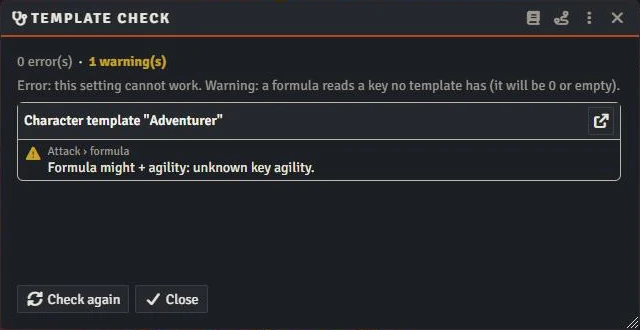 TEMPLATE CHECK
0 error(s) • 1 warning(s)
Error: this setting cannot work. Warning: a formula reads a key no template has (it will be 0 or empty).
Character template "Adventurer"
Attack › formula
Formula might + agility: unknown key agility.
Check again
Close